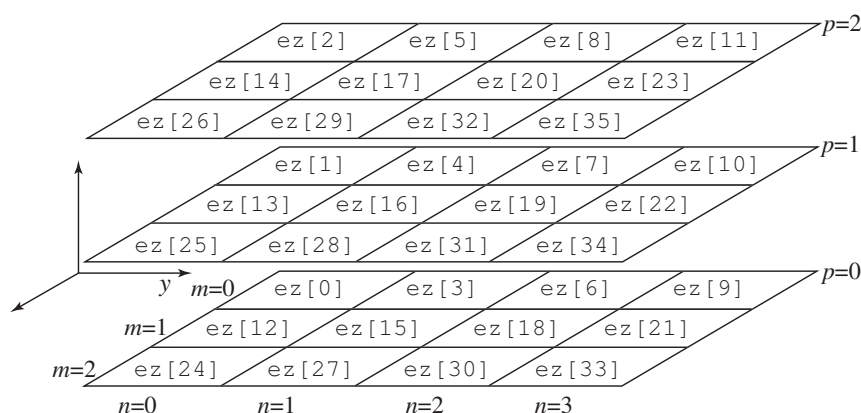 p=2
ez[2] ez[5] ez[8] ez[11]
ez[14] ez[17] ez[20] ez[23]
ez[26] ez[29] ez[32] ez[35]
p=1
ez[1] ez[4] ez[7] ez[10]
ez[13] ez[16] ez[19] ez[22]
ez[25] ez[28] ez[31] ez[34]
p=0
y m=0 ez[0] ez[3] ez[6] ez[9]
m=1 ez[12] ez[15] ez[18] ez[21]
m=2 ez[24] ez[27] ez[30] ez[33]
n=0 n=1 n=2 n=3